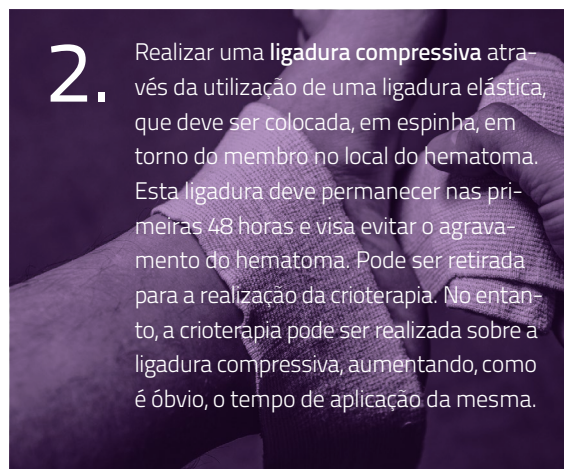 2.
Realizar uma ligadura compressiva atra-
vés da utilização de uma ligadura elástica,
que deve ser colocada, em espinha, em
torno do membro no local do hematoma.
Esta ligadura deve permanecer nas pri-
meiras 48 horas e visa evitar o agrava-
mento do hematoma. Pode ser retirada
para a realização da crioterapia. No entan-
to, a crioterapia pode ser realizada sobre a
ligadura compressiva, aumentando, como
é óbvio, o tempo de aplicação da mesma.